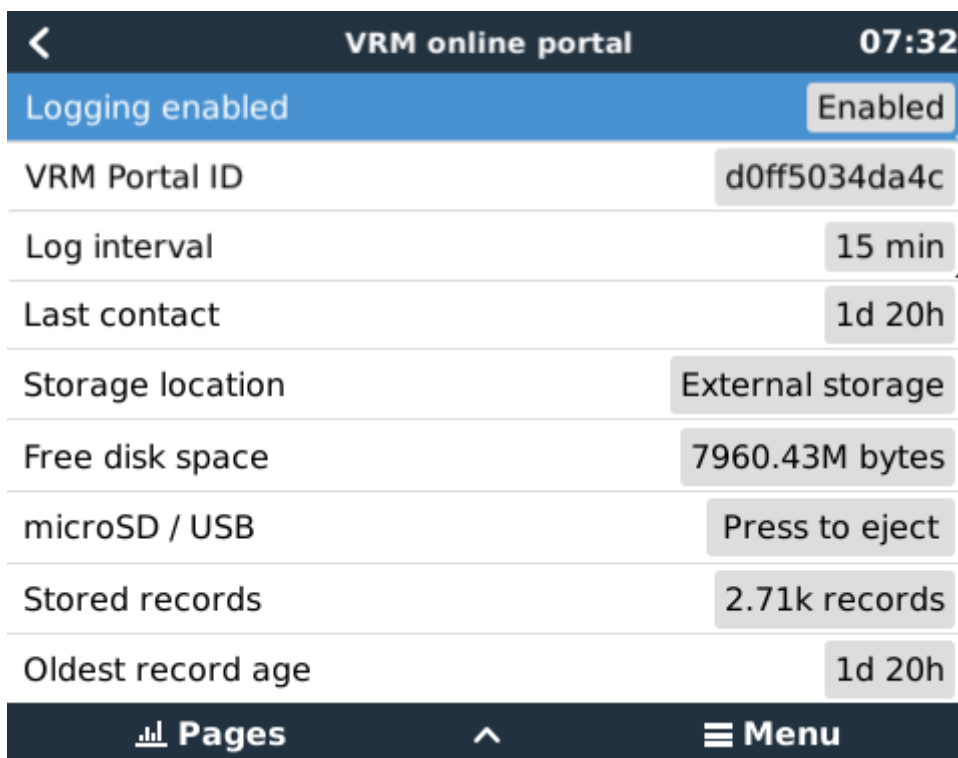 VRM online portal 07:32
Logging enabled Enabled
VRM Portal ID d0ff5034da4c
Log interval 15 min
Last contact 1d 20h
Storage location External storage
Free disk space 7960.43M bytes
microSD / USB Press to eject
Stored records 2.71k records
Oldest record age 1d 20h
Pages Menu